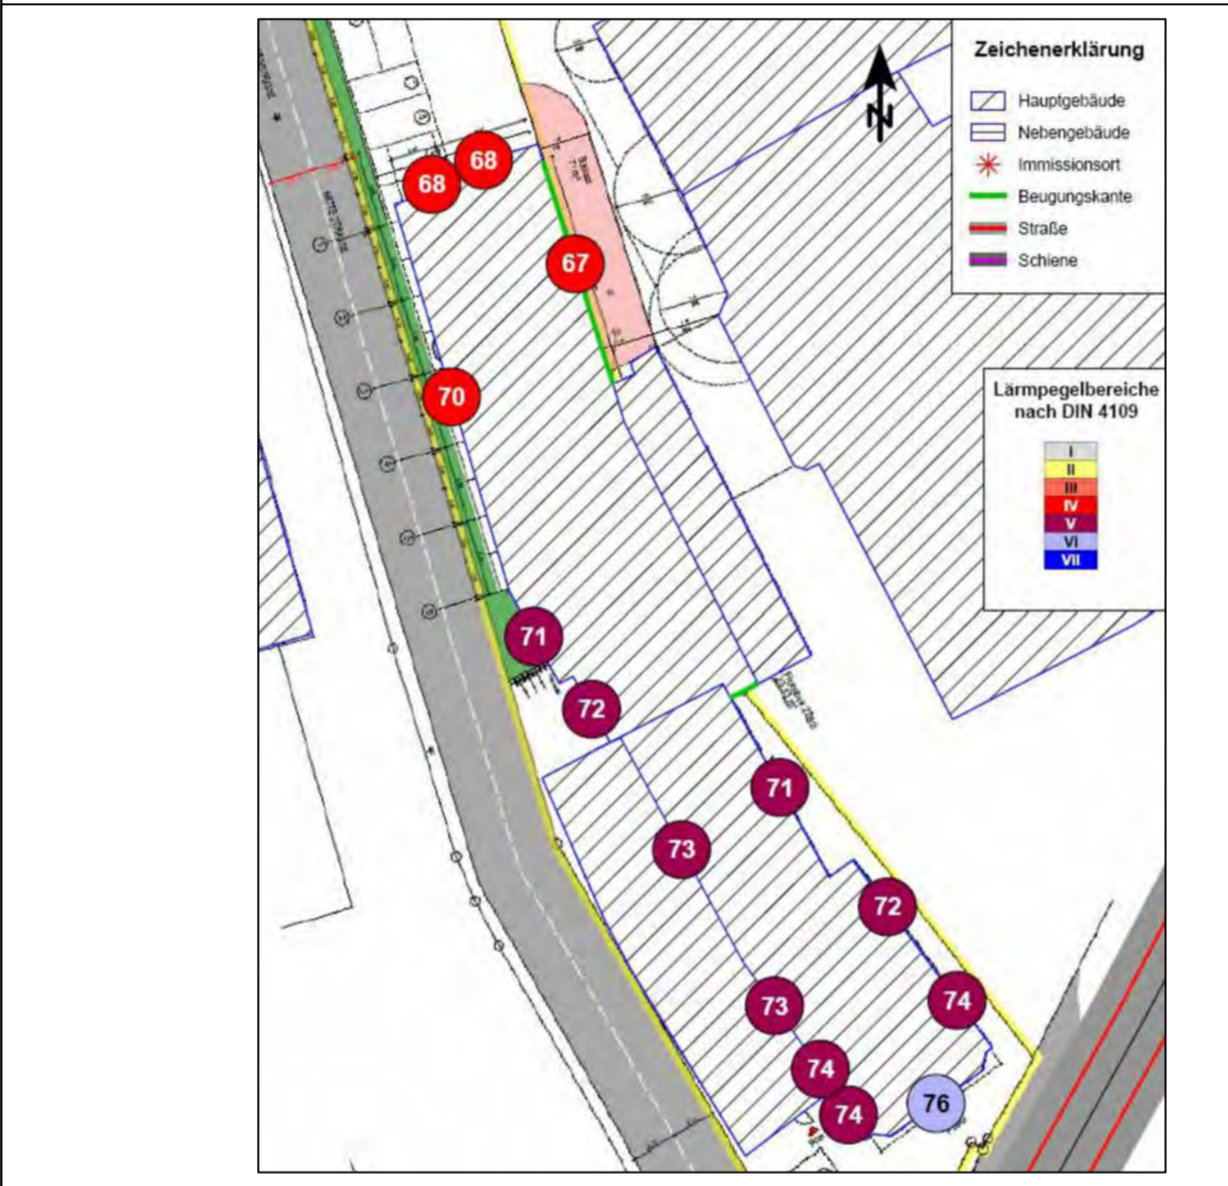 Zeichenerklärung
Hauptgebäude
Nebengebäude
Immissionsort
Beugungskante
Straße
Schiene
N
Lärmpegelbereiche
nach DIN 4109
I
II
III
IV
V
VI
VII
68
68
67
70
71
72
71
73
72
73
74
74
74
76